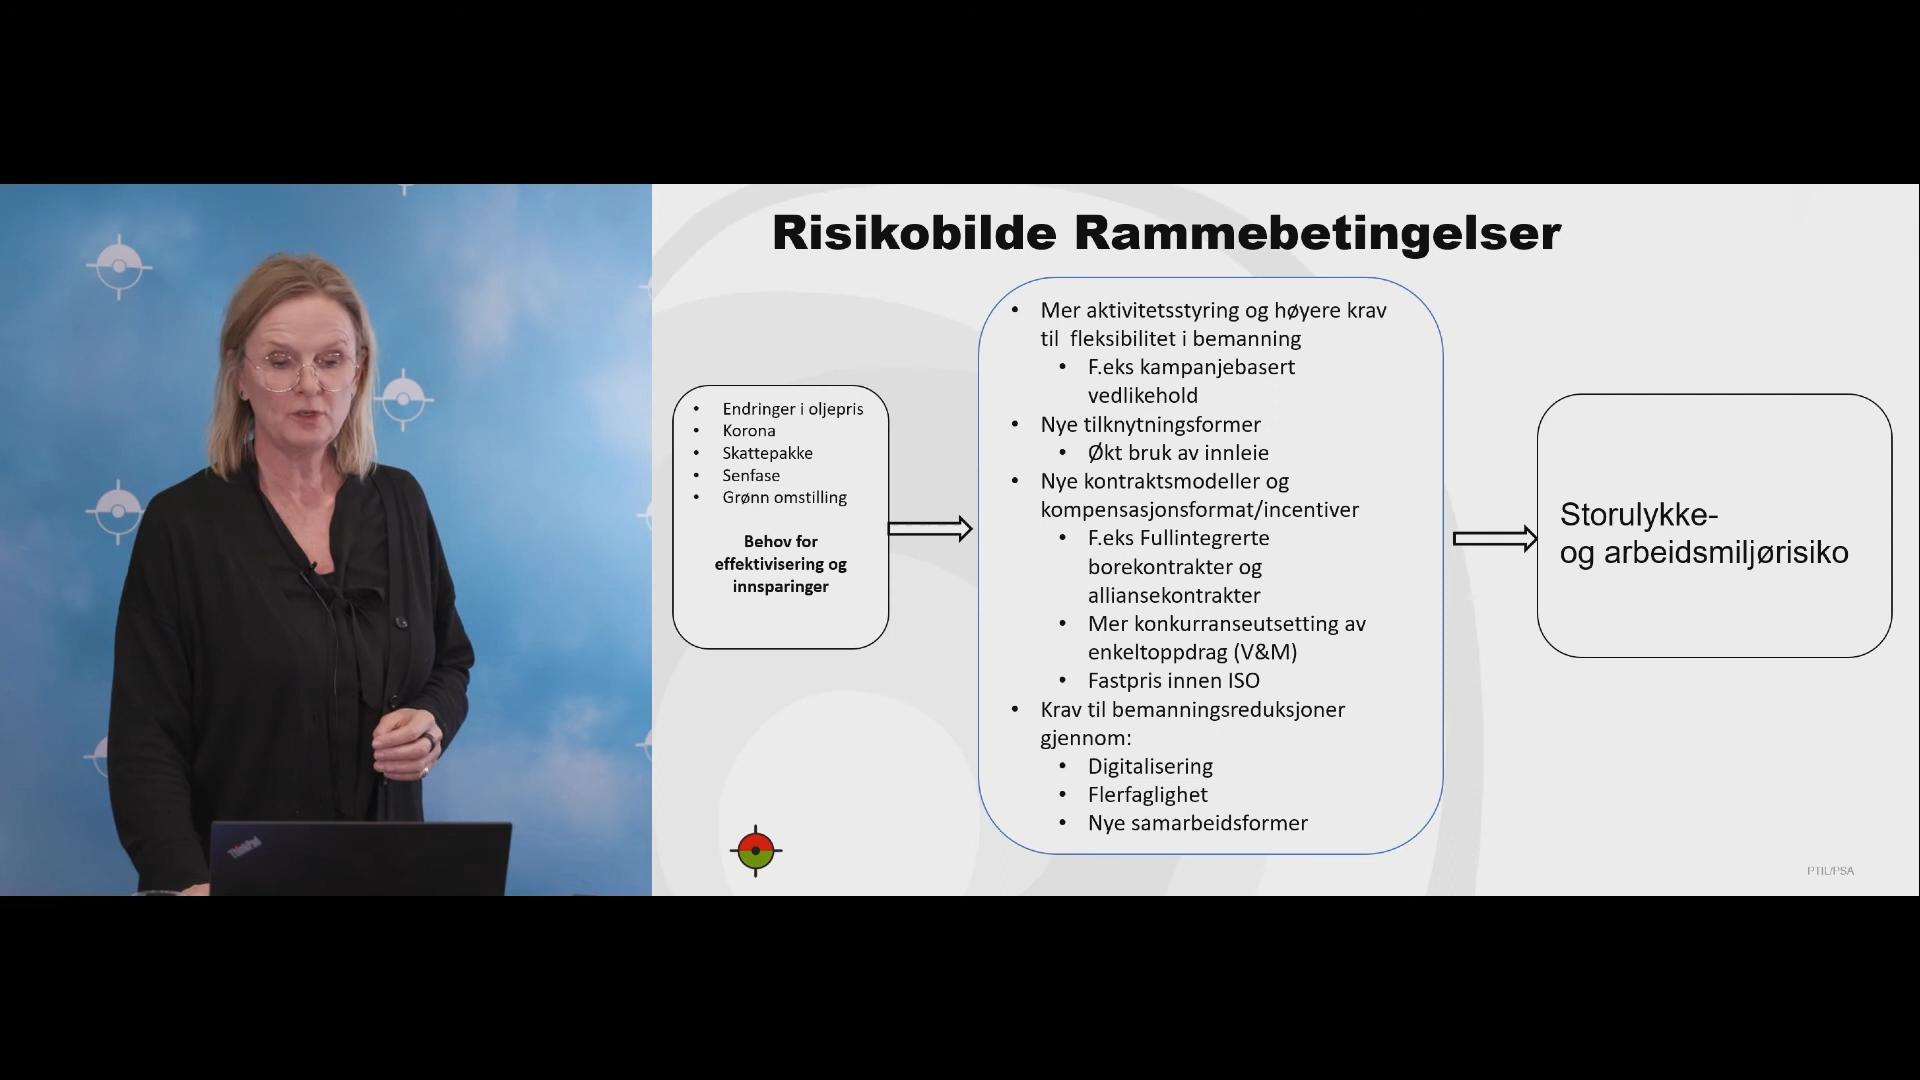 Risikobilde Rammebetingelser
• Endringer i oljepris
• Korona
• Skattepakke
• Senfase
• Grønn omstilling
Behov for
effektivisering og
innsparinger
• Mer aktivitetsstyring og høyere krav
til  fleksibilitet i bemanning
• F.eks kampanjebasert
vedlikehold
• Nye tilknytningsformer
• Økt bruk av innleie
• Nye kontraktsmodeller og
kompensasjonsformat/incentiver
• F.eks Fullintegrerte
borekontrakter og
alliansekontrakter
• Mer konkurranseutsetting av
enkeltoppdrag (V&M)
• Fastpris innen ISO
• Krav til bemanningsreduksjoner
gjennom:
• Digitalisering
• Flerfaglighet
• Nye samarbeidsformer
Storulykke-
og arbeidsmiljørisiko
ThinkPad
PTIL/PSA